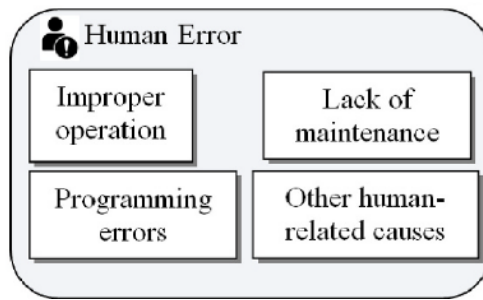 Human Error
Improper
operation
Lack of
maintenance
Programming
errors
Other human-
related causes